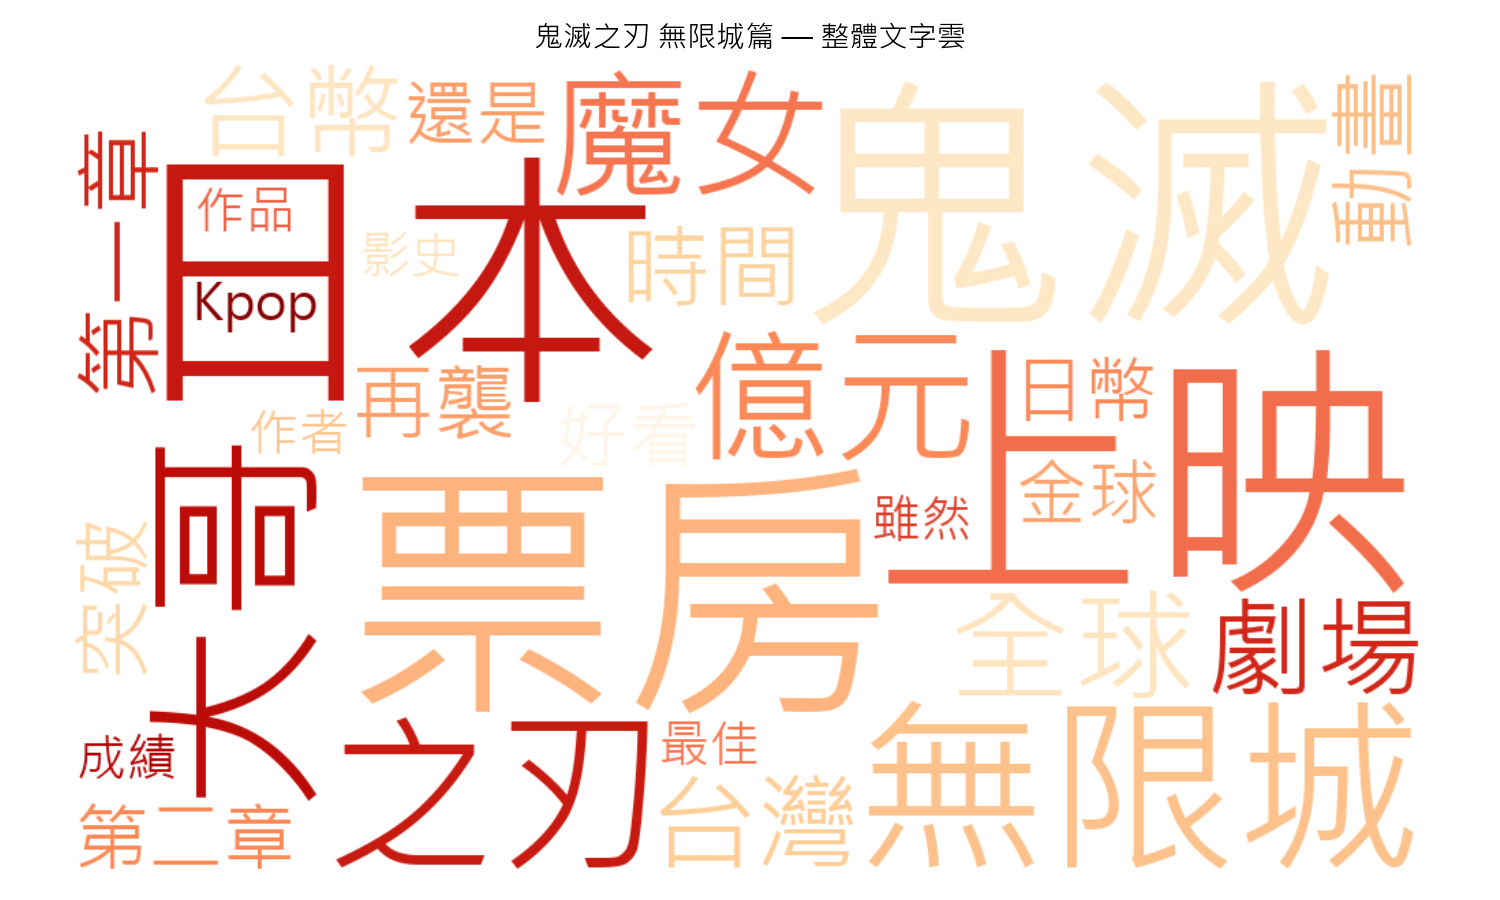 鬼滅之刃 無限城篇 — 整體文字雲
台幣
還是
魔女
鬼滅
動畫
第一章
日本
作品
影史
時間
Kpop
億元
日幣
上映
再襲
作者
好看
大哥
票房
雖然
金球
突破
全球
劇場
成績
之刃
最佳
無限城
第二章
台灣